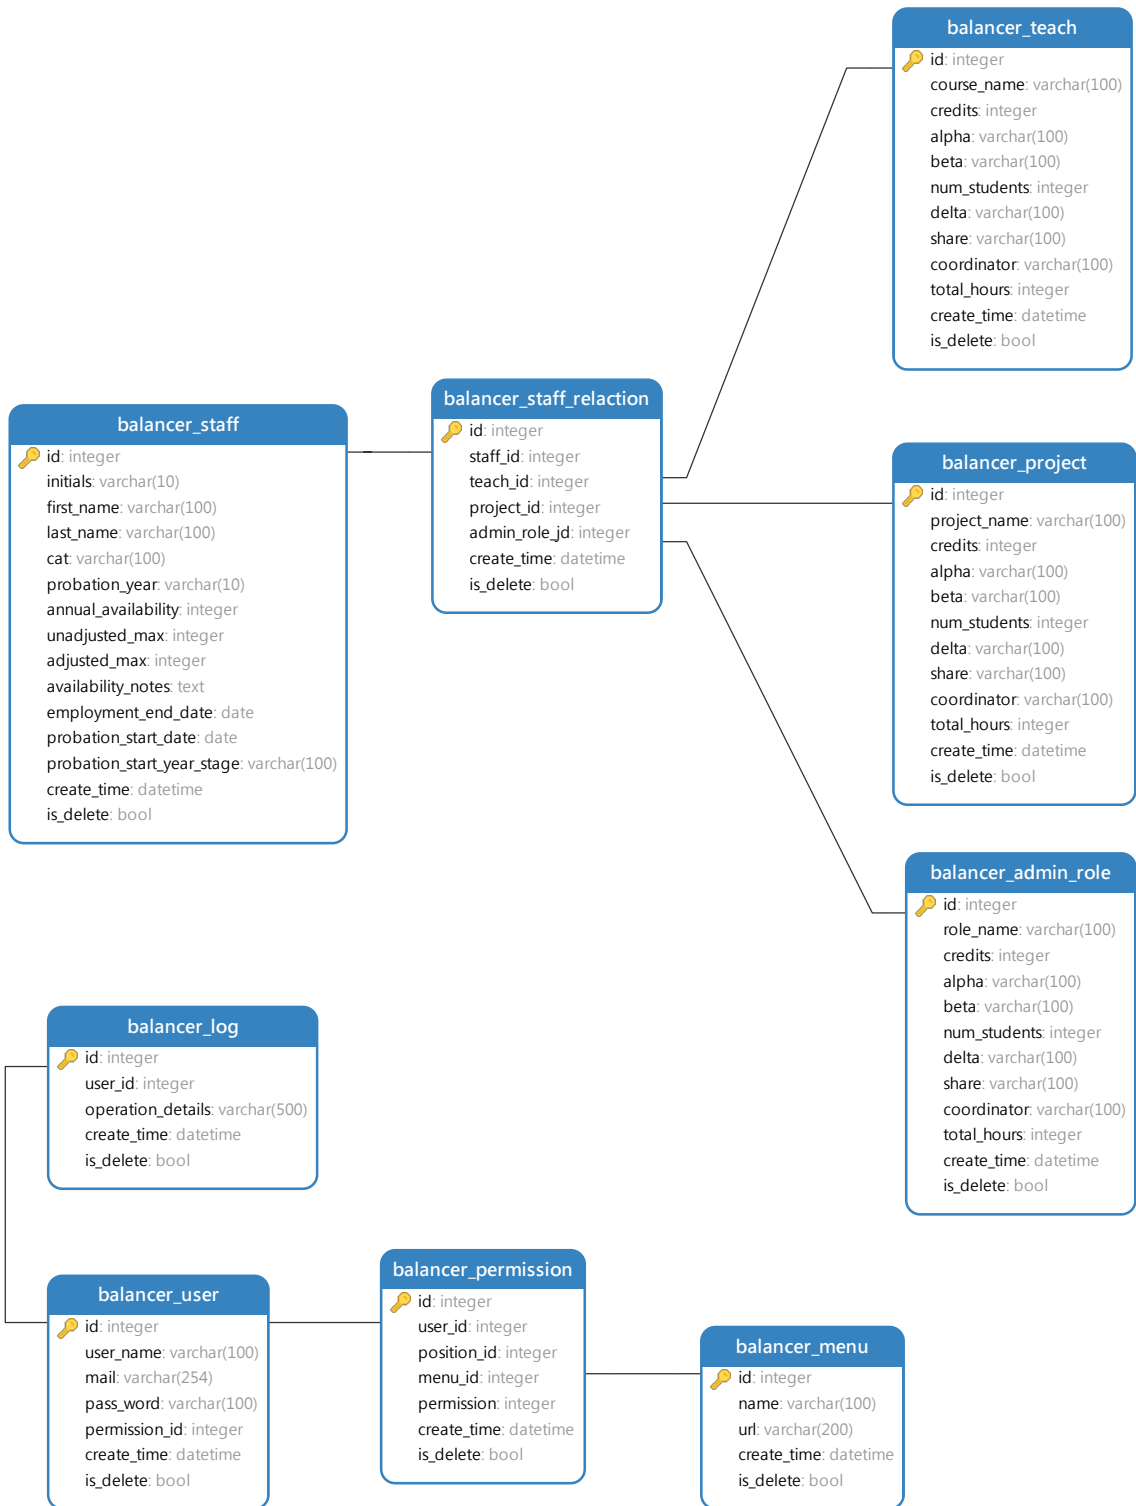 balancer_teach
id: integer
course_name: varchar(100)
credits: integer
alpha: varchar(100)
beta: varchar(100)
num_students: integer
delta: varchar(100)
share: varchar(100)
coordinator: varchar(100)
total_hours: integer
create_time: datetime
is_delete: bool
balancer_staff
id: integer
initials: varchar(10)
first_name: varchar(100)
last_name: varchar(100)
cat: varchar(100)
probation_year: varchar(10)
annual_availability: integer
unadjusted_max: integer
adjusted_max: integer
availability_notes: text
employment_end_date: date
probation_start_date: date
probation_start_year_stage: varchar(100)
create_time: datetime
is_delete: bool
balancer_staff_relaction
id: integer
staff_id: integer
teach_id: integer
project_id: integer
admin_role_jd: integer
create_time: datetime
is_delete: bool
balancer_project
id: integer
project_name: varchar(100)
credits: integer
alpha: varchar(100)
beta: varchar(100)
num_students: integer
delta: varchar(100)
share: varchar(100)
coordinator: varchar(100)
total_hours: integer
create_time: datetime
is_delete: bool
balancer_admin_role
id: integer
role_name: varchar(100)
credits: integer
alpha: varchar(100)
beta: varchar(100)
num_students: integer
delta: varchar(100)
share: varchar(100)
coordinator: varchar(100)
total_hours: integer
create_time: datetime
is_delete: bool
balancer_log
id: integer
user_id: integer
operation_details: varchar(500)
create_time: datetime
is_delete: bool
balancer_user
id: integer
user_name: varchar(100)
mail: varchar(254)
pass_word: varchar(100)
permission_id: integer
create_time: datetime
is_delete: bool
balancer_permission
id: integer
user_id: integer
position_id: integer
menu_id: integer
permission: integer
create_time: datetime
is_delete: bool
balancer_menu
id: integer
name: varchar(100)
url: varchar(200)
create_time: datetime
is_delete: bool